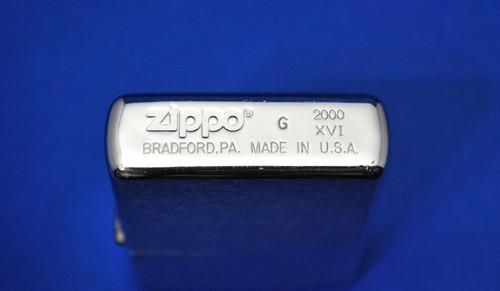 Zippo® G 2000
XVI
BRADFORD,PA. MADE IN U.S.A.